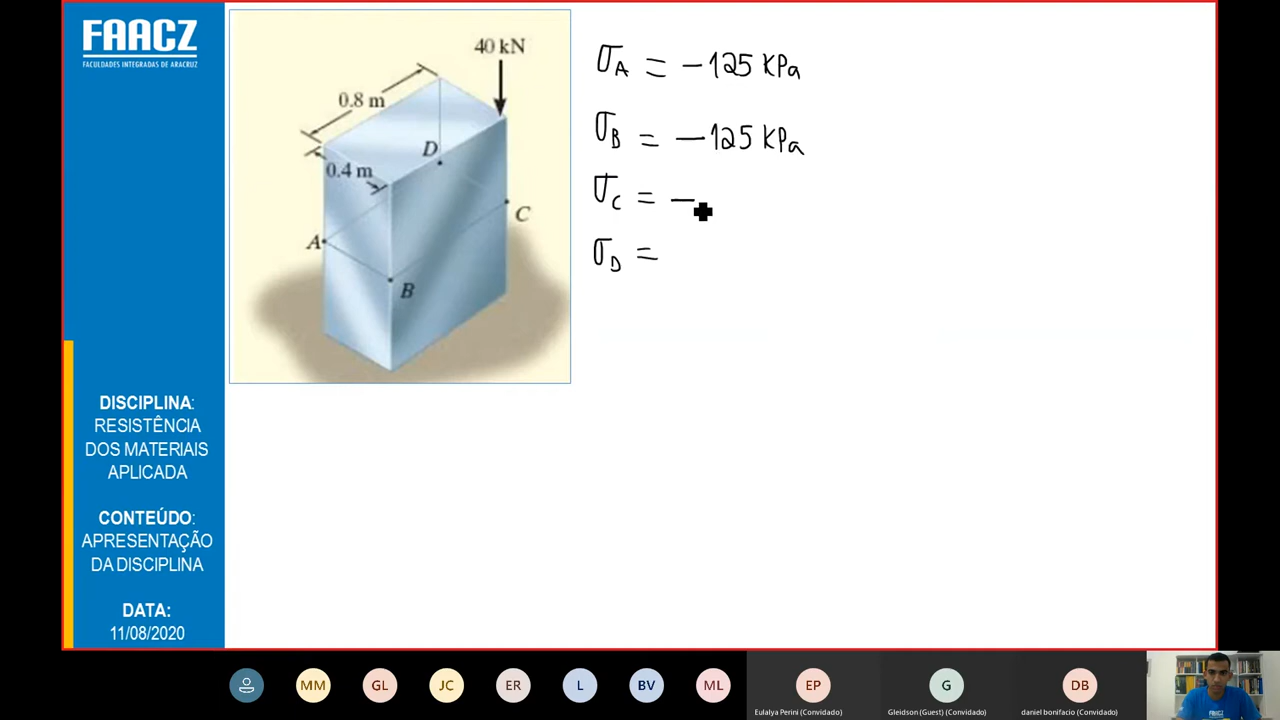 FAACZ
FACULDADES INTEGRADAS DE ARACRUZ
DISCIPLINA:
RESISTÊNCIA
DOS MATERIAIS
APLICADA
CONTEÚDO:
APRESENTAÇÃO
DA DISCIPLINA
DATA:
11/08/2020
40 kN
0.8 m
D
0.4 m
C
A
B
σA = −125 KPa
σB = −125 KPa
σC = −
σD =
MM
GL
JC
ER
L
BV
ML
EP
Eulalya Perini (Convidado)
G
Gleidson (Guest) (Convidado)
DB
daniel bonifacio (Convidado)